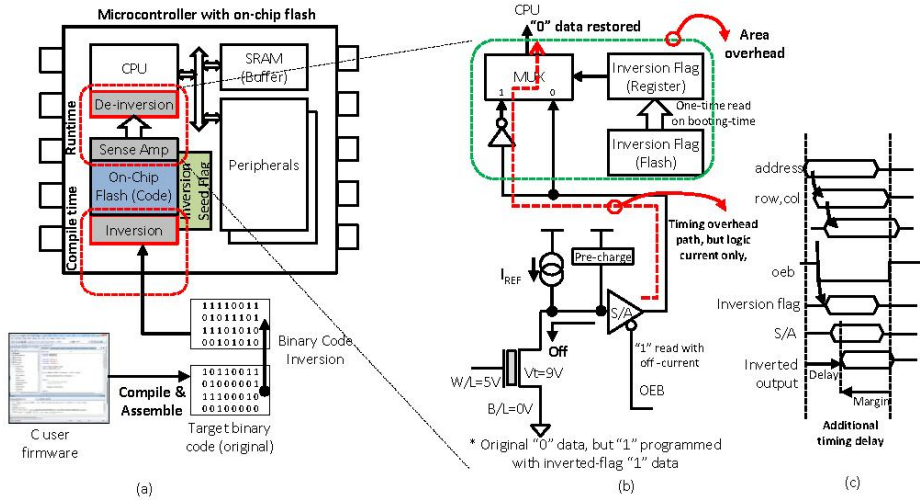 Microcontroller with on-chip flash
CPU
SRAM
(Buffer)
De-inversion
Sense Amp
On-Chip
Flash (Code)
Inversion
Inversion
Seed Flag
Peripherals
Runtime
Compile time
11110011
01011101
11101010
00101010
Binary Code
Inversion
Compile &
Assemble
10110011
Target binary
code (original)
C user
firmware
(a)
CPU
"0" data restored
Area
overhead
MUX
1
0
Inversion Flag
(Register)
One-time read
on booting-time
Inversion Flag
(Flash)
Timing overhead
path, but logic
current only,
Pre-charge
IREF
S/A
Off
"1" read with
off-current
Vt=9V
W/L=5V
B/L=0V
OEB
* Original "0" data, but "1" programmed
with inverted-flag "1" data
(b)
address
row,col
oeb
Inversion flag
S/A
Inverted
output
Delay
Margin
Additional
timing delay
(c)